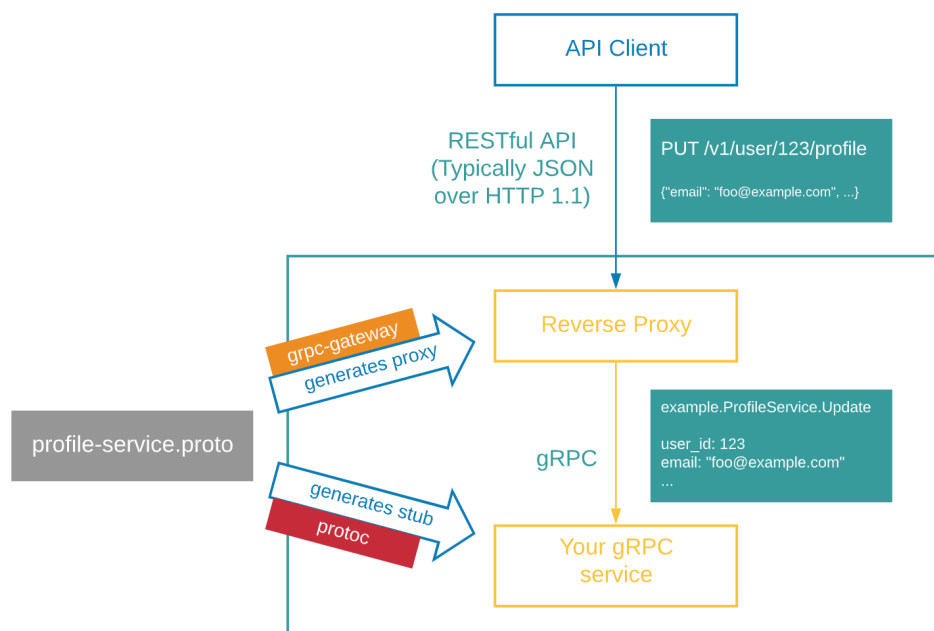 API Client
RESTful API
(Typically JSON
over HTTP 1.1)
PUT /v1/user/123/profile
{"email": "foo@example.com", ...}
grpc-gateway
generates proxy
Reverse Proxy
profile-service.proto
gRPC
example.ProfileService.Update
user_id: 123
email: "foo@example.com"
...
generates stub
protoc
Your gRPC
service